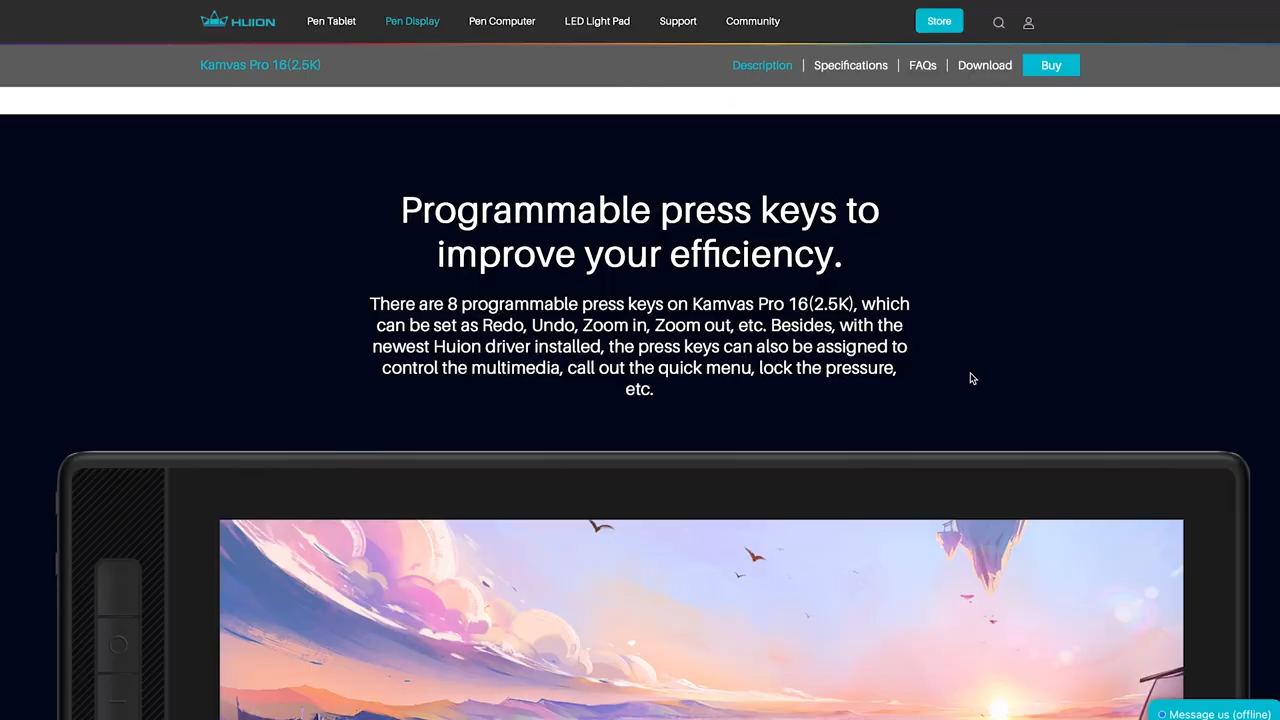 HUION
Pen Tablet
Pen Display
Pen Computer
LED Light Pad
Support
Community
Store
Kamvas Pro 16(2.5K)
Description | Specifications | FAQs | Download
Buy
Programmable press keys to
improve your efficiency.
There are 8 programmable press keys on Kamvas Pro 16(2.5K), which
can be set as Redo, Undo, Zoom in, Zoom out, etc. Besides, with the
newest Huion driver installed, the press keys can also be assigned to
control the multimedia, call out the quick menu, lock the pressure,
etc.
Message us (offline)